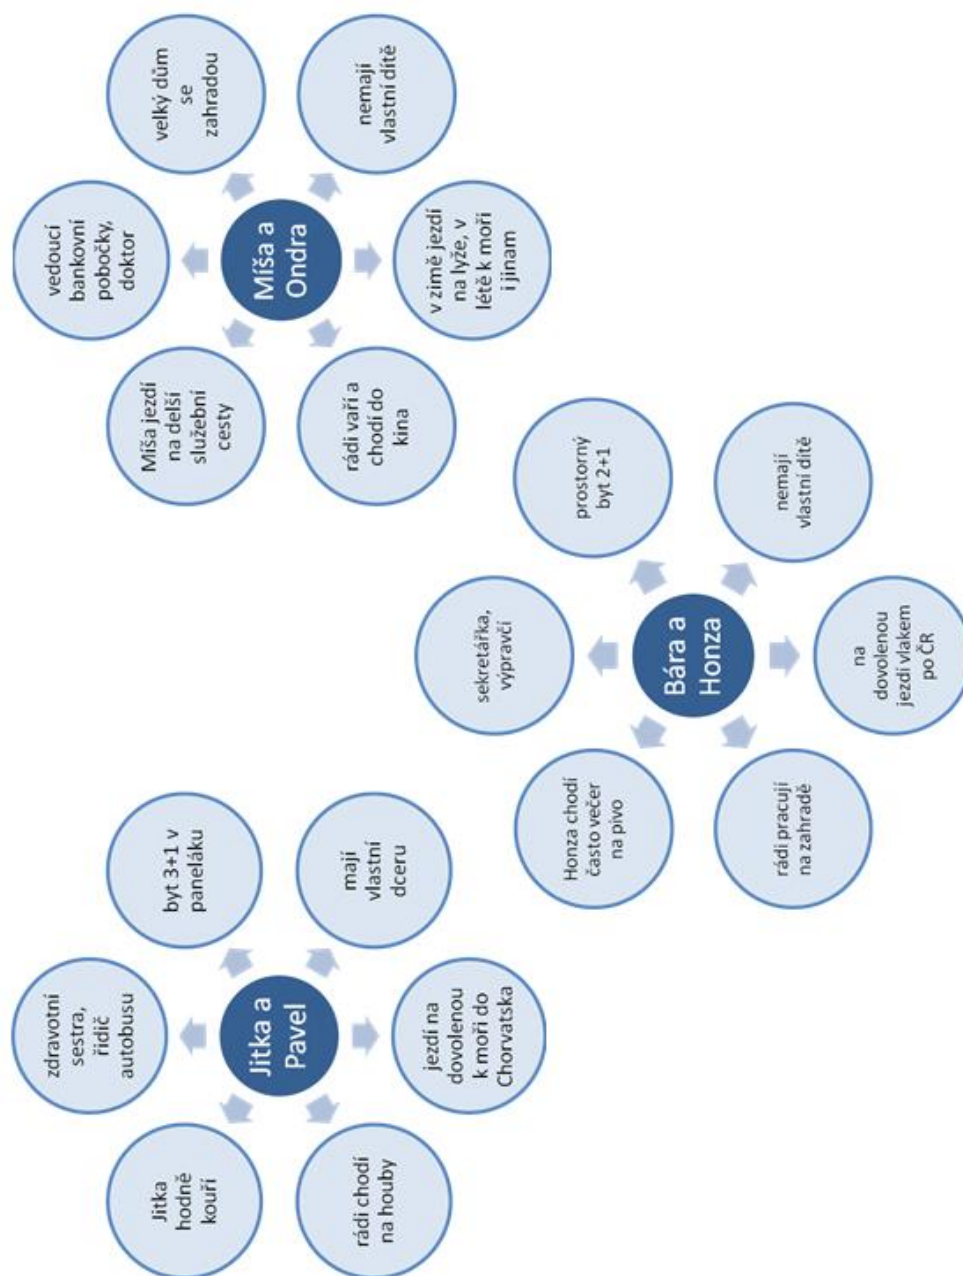 Jitka a
Pavel
zdravotní
sestra,
řidič
autobusu
byt 3+1 v
paneláku
mají
vlastní
dceru
jezdí na
dovolenou
k moři do
Chorvatska
rádi chodí
na houby
Jitka
hodně
kouří
Míša a
Ondra
vedoucí
bankovní
pobočky,
doktor
velký dům
se
zahradou
nemají
vlastní dítě
v zimě jezdí
na lyže, v
létě k moři
i jinam
rádi vaří a
chodí do
kina
Míša jezdí
na delší
služební
cesty
Bára a
Honza
sekretářka,
výpravčí
prostorný
byt 2+1
nemají
vlastní dítě
na
dovolenou
jezdí vlakem
po ČR
rádi pracují
na zahradě
Honza chodí
často večer
na pivo